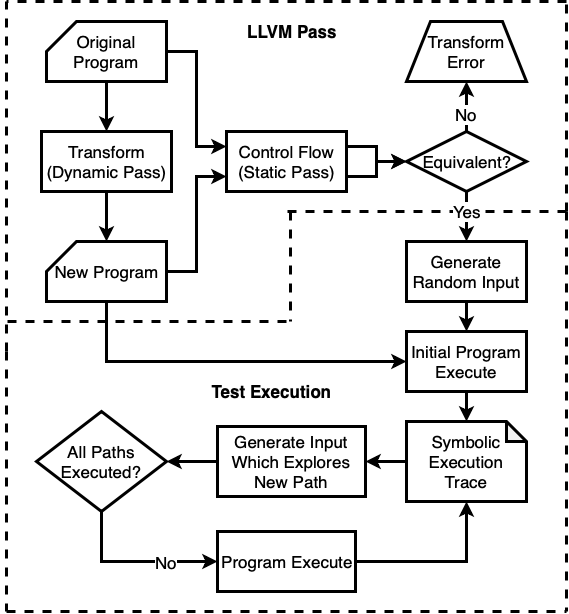 LLVM Pass
Original
Program
Transform
Error
No
Transform
(Dynamic Pass)
Control Flow
(Static Pass)
Equivalent?
Yes
New Program
Generate
Random Input
Initial Program
Execute
Test Execution
All Paths
Executed?
Generate Input
Which Explores
New Path
Symbolic
Execution
Trace
No
Program Execute